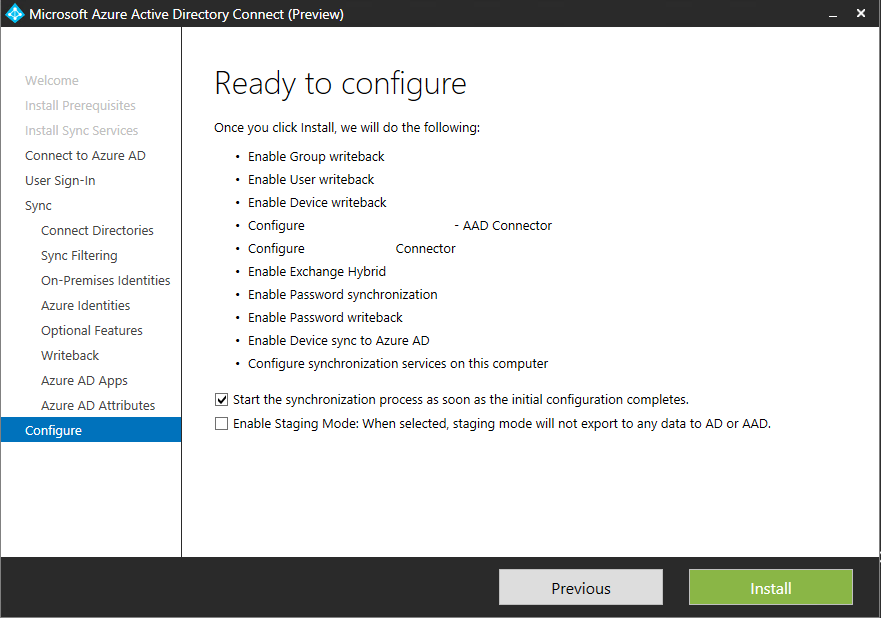 Microsoft Azure Active Directory Connect (Preview)
Welcome
Install Prerequisites
Install Sync Services
Connect to Azure AD
User Sign-In
Sync
Connect Directories
Sync Filtering
On-Premises Identities
Azure Identities
Optional Features
Writeback
Azure AD Apps
Azure AD Attributes
Configure
Ready to configure
Once you click Install, we will do the following:
• Enable Group writeback
• Enable User writeback
• Enable Device writeback
• Configure - AAD Connector
• Configure Connector
• Enable Exchange Hybrid
• Enable Password synchronization
• Enable Password writeback
• Enable Device sync to Azure AD
• Configure synchronization services on this computer
Start the synchronization process as soon as the initial configuration completes.
Enable Staging Mode: When selected, staging mode will not export to any data to AD or AAD.
Previous
Install